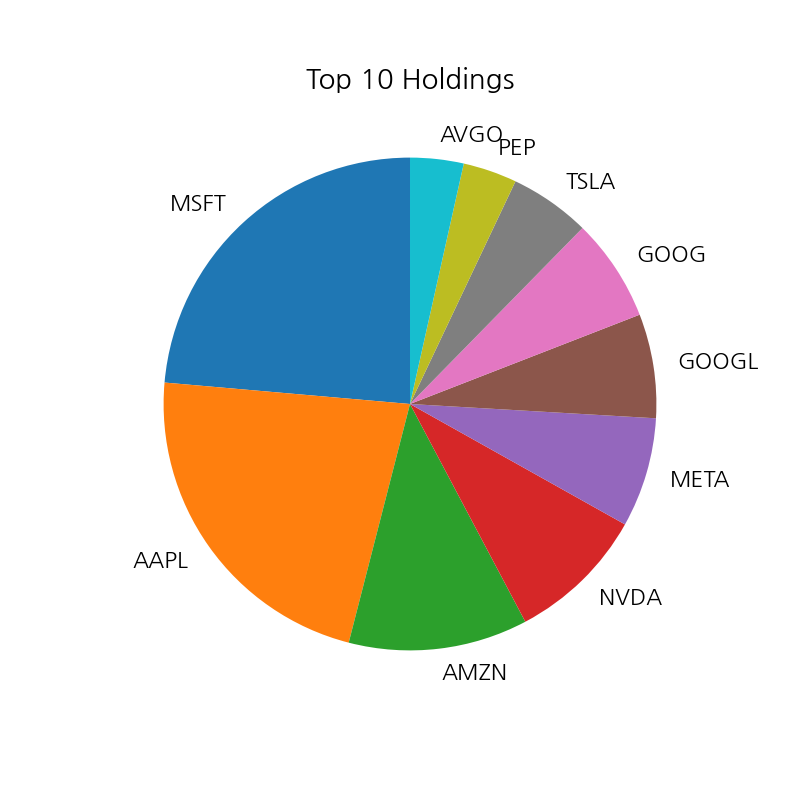 Top 10 Holdings
AVGO
PEP
TSLA
MSFT
GOOG
GOOGL
META
AAPL
NVDA
AMZN